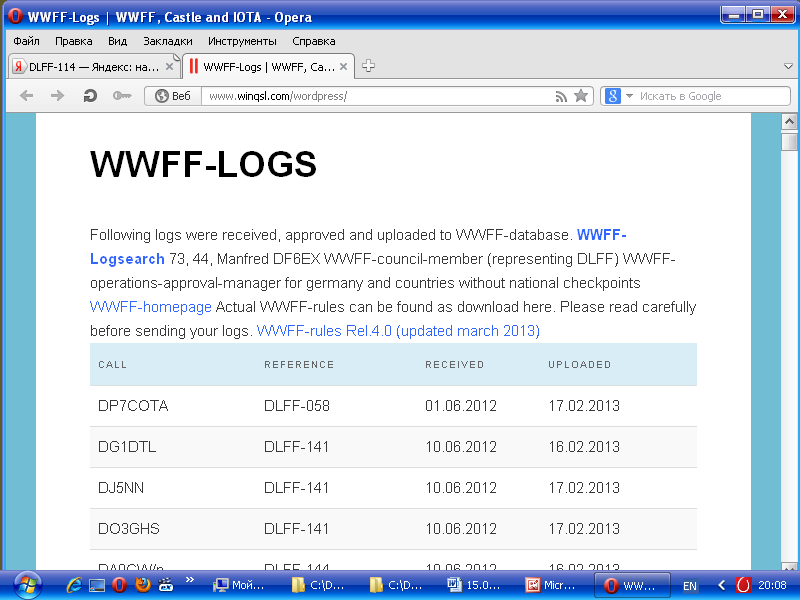 WWFF-Logs | WWFF, Castle and IOTA - Opera
Файл Правка Вид Закладки Инструменты Справка
DLFF-114 — Яндекс: на... WWFF-Logs | WWFF, Ca...
Веб www.winqsl.com/wordpress/ Искать в Google
WWFF-LOGS
Following logs were received, approved and uploaded to WWFF-database. WWFF-
Logsearch 73, 44, Manfred DF6EX WWFF-council-member (representing DLFF) WWFF-
operations-approval-manager for germany and countries without national checkpoints
WWFF-homepage Actual WWFF-rules can be found as download here. Please read carefully
before sending your logs. WWFF-rules Rel.4.0 (updated march 2013)
CALL REFERENCE RECEIVED UPLOADED
DP7COTA DLFF-058 01.06.2012 17.02.2013
DG1DTL DLFF-141 10.06.2012 16.02.2013
DJ5NN DLFF-141 10.06.2012 17.02.2013
DO3GHS DLFF-141 10.06.2012 17.02.2013
DLFF-144 10.06.2012 16.02.2013
Мой... C:\D... C:\D... 15.0... Micr... WW... EN 20:08